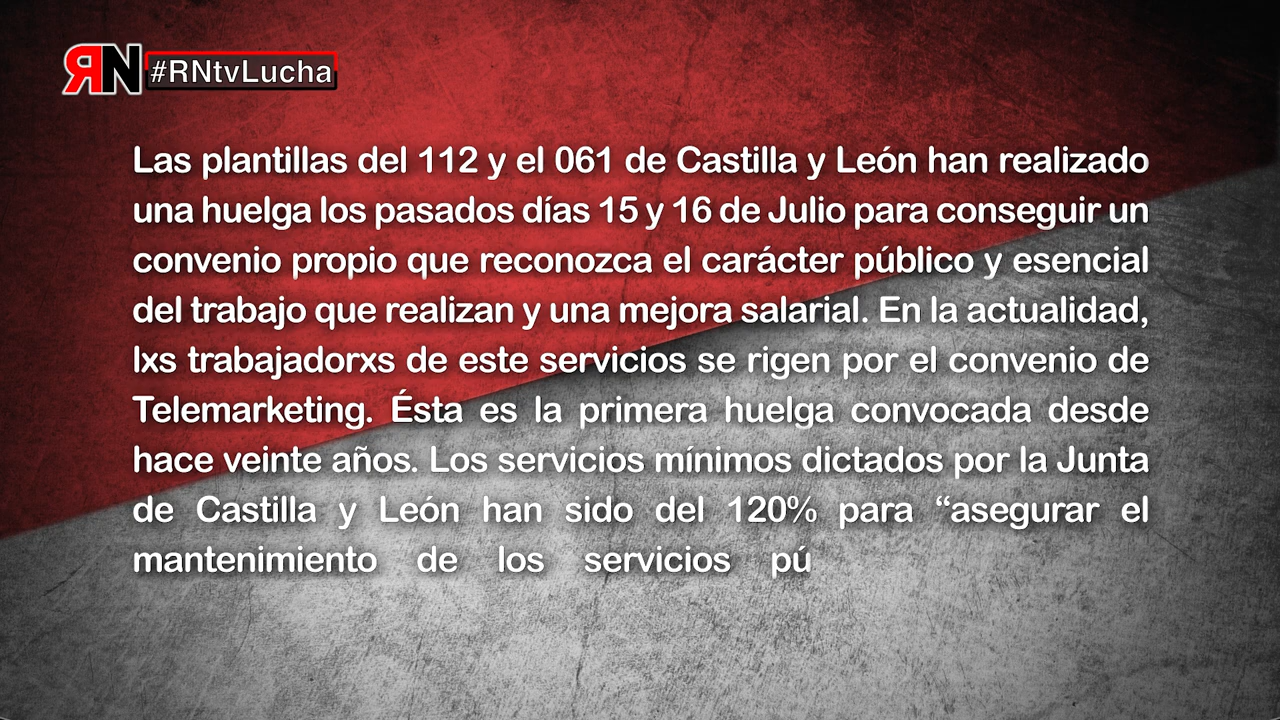 ЯN #RNtvLucha
Las plantillas del 112 y el 061 de Castilla y León han realizado
una huelga los pasados días 15 y 16 de Julio para conseguir un
convenio propio que reconozca el carácter público y esencial
del trabajo que realizan y una mejora salarial. En la actualidad,
lxs trabajadorxs de este servicios se rigen por el convenio de
Telemarketing. Ésta es la primera huelga convocada desde
hace veinte años. Los servicios mínimos dictados por la Junta
de Castilla y León han sido del 120% para “asegurar el
mantenimiento de los servicios pú